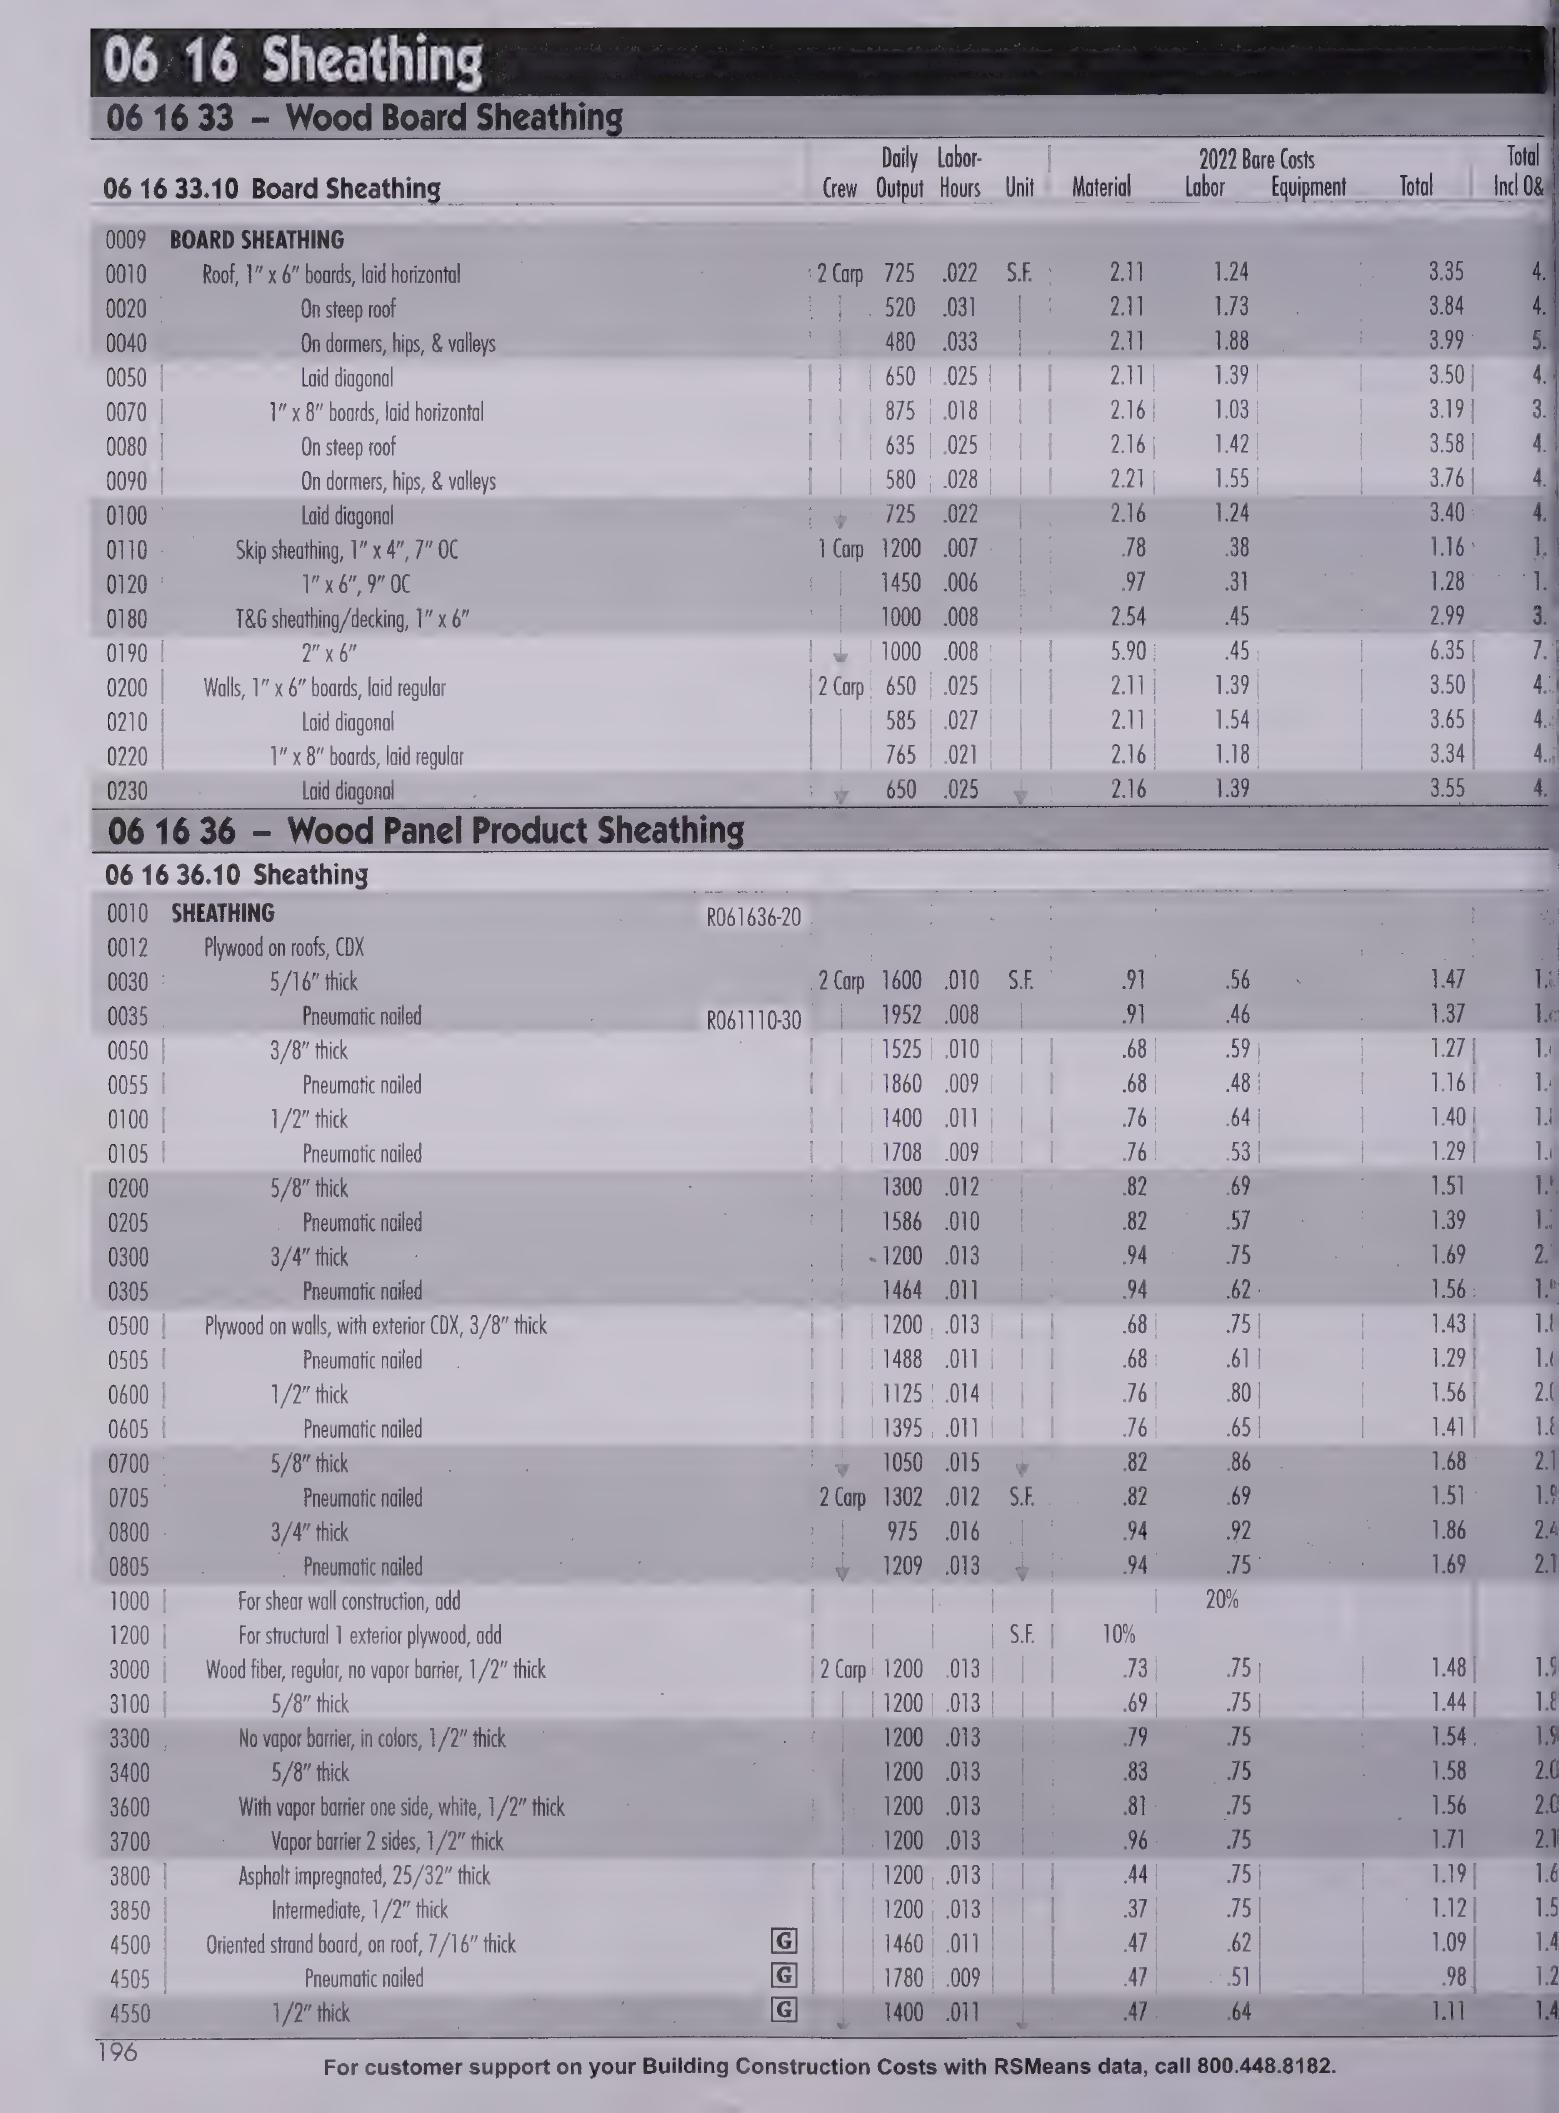 06 16 Sheathing
06 16 33 – Wood Board Sheathing
Daily Labor- 2022 Bare Costs Total
06 16 33.10 Board Sheathing Crew Output Hours Unit Material Labor Equipment Total Incl O&
0009 BOARD SHEATHING
0010 Roof, 1" x 6" boards, laid horizontal 2 Carp 725 .022 S.F. 2.11 1.24 3.35 4.
0020 On steep roof 520 .031 2.11 1.73 3.84 4.
0040 On dormers, hips, & valleys 480 .033 2.11 1.88 3.99 5.
0050 Laid diagonal 650 .025 2.11 1.39 3.50 4.
0070 1" x 8" boards, laid horizontal 875 .018 2.16 1.03 3.19 3.
0080 On steep roof 635 .025 2.16 1.42 3.58 4.
0090 On dormers, hips, & valleys 580 .028 2.21 1.55 3.76 4.
0100 Laid diagonal 725 .022 2.16 1.24 3.40 4.
0110 Skip sheathing, 1" x 4", 7" OC 1 Carp 1200 .007 .78 .38 1.16 1.
0120 1" x 6", 9" OC 1450 .006 .97 .31 1.28 1.
0180 T&G sheathing/decking, 1" x 6" 1000 .008 2.54 .45 2.99 3.
0190 2" x 6" 1000 .008 5.90 .45 6.35 7.
0200 Walls, 1" x 6" boards, laid regular 2 Carp 650 .025 2.11 1.39 3.50 4.
0210 Laid diagonal 585 .027 2.11 1.54 3.65 4.
0220 1" x 8" boards, laid regular 765 .021 2.16 1.18 3.34 4.
0230 Laid diagonal 650 .025 2.16 1.39 3.55 4.
06 16 36 – Wood Panel Product Sheathing
06 16 36.10 Sheathing
0010 SHEATHING R061636-20
0012 Plywood on roofs, CDX
0030 5/16" thick 2 Carp 1600 .010 S.F. .91 .56 1.47 1.
0035 Pneumatic nailed R061110-30 1952 .008 .91 .46 1.37 1.
0050 3/8" thick 1525 .010 .68 .59 1.27 1.
0055 Pneumatic nailed 1860 .009 .68 .48 1.16 1.
0100 1/2" thick 1400 .011 .76 .64 1.40 1.
0105 Pneumatic nailed 1708 .009 .76 .53 1.29 1.
0200 5/8" thick 1300 .012 .82 .69 1.51 1.
0205 Pneumatic nailed 1586 .010 .82 .57 1.39 1.
0300 3/4" thick 1200 .013 .94 .75 1.69 2.
0305 Pneumatic nailed 1464 .011 .94 .62 1.56 1.
0500 Plywood on walls, with exterior CDX, 3/8" thick 1200 .013 .68 .75 1.43 1.
0505 Pneumatic nailed 1488 .011 .68 .61 1.29 1.
0600 1/2" thick 1125 .014 .76 .80 1.56 2.0
0605 Pneumatic nailed 1395 .011 .76 .65 1.41 1.8
0700 5/8" thick 1050 .015 .82 .86 1.68 2.1
0705 Pneumatic nailed 2 Carp 1302 .012 S.F. .82 .69 1.51 1.9
0800 3/4" thick 975 .016 .94 .92 1.86 2.4
0805 Pneumatic nailed 1209 .013 .94 .75 1.69 2.1
1000 For shear wall construction, add 20%
1200 For structural 1 exterior plywood, add S.F. 10%
3000 Wood fiber, regular, no vapor barrier, 1/2" thick 2 Carp 1200 .013 .73 .75 1.48 1.9
3100 5/8" thick 1200 .013 .69 .75 1.44 1.8
3300 No vapor barrier, in colors, 1/2" thick 1200 .013 .79 .75 1.54 1.9
3400 5/8" thick 1200 .013 .83 .75 1.58 2.0
3600 With vapor barrier one side, white, 1/2" thick 1200 .013 .81 .75 1.56 2.0
3700 Vapor barrier 2 sides, 1/2" thick 1200 .013 .96 .75 1.71 2.1
3800 Asphalt impregnated, 25/32" thick 1200 .013 .44 .75 1.19 1.6
3850 Intermediate, 1/2" thick 1200 .013 .37 .75 1.12 1.5
4500 Oriented strand board, on roof, 7/16" thick G 1460 .011 .47 .62 1.09 1.4
4505 Pneumatic nailed G 1780 .009 .47 .51 .98 1.2
4550 1/2" thick G 1400 .011 .47 .64 1.11 1.4
196
For customer support on your Building Construction Costs with RSMeans data, call 800.448.8182.